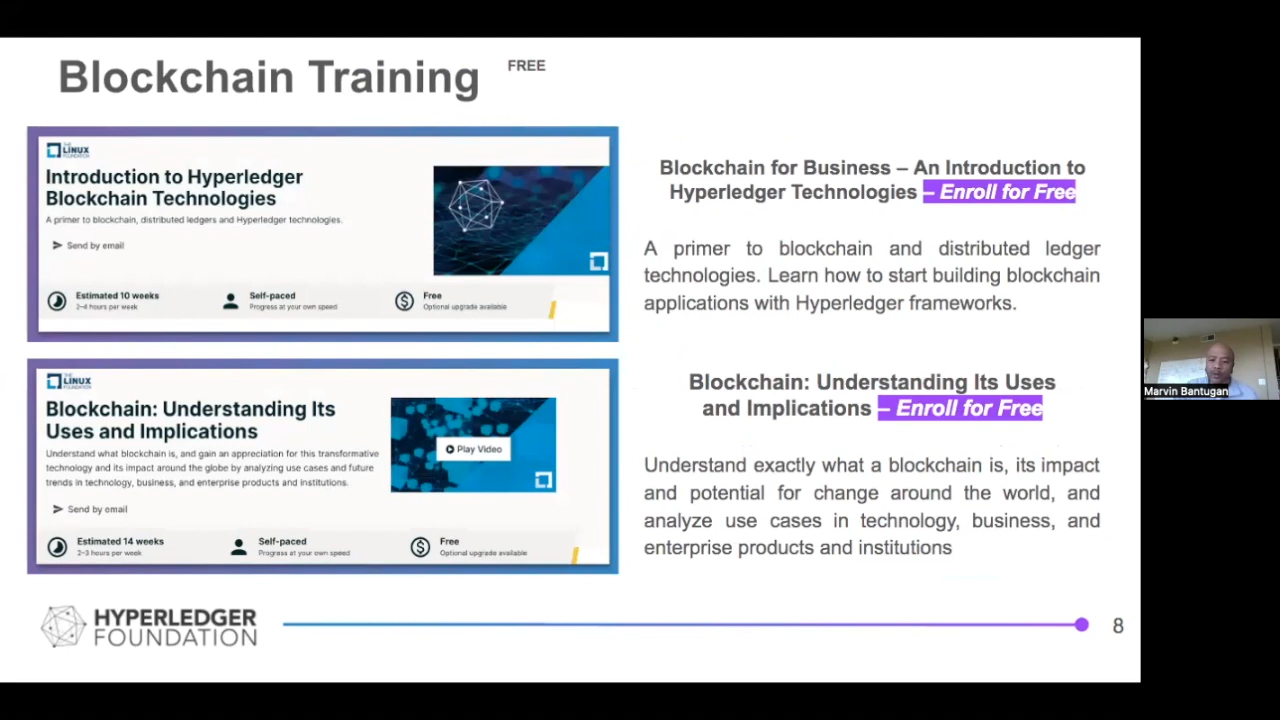 Blockchain Training
FREE
THE
LINUX
FOUNDATION
Introduction to Hyperledger
Blockchain Technologies
A primer to blockchain, distributed ledgers and Hyperledger technologies.
Send by email
Estimated 10 weeks
2–4 hours per week
Self-paced
Progress at your own speed
Free
Optional upgrade available
Blockchain for Business – An Introduction to
Hyperledger Technologies – Enroll for Free
A primer to blockchain and distributed ledger
technologies. Learn how to start building blockchain
applications with Hyperledger frameworks.
THE
LINUX
FOUNDATION
Blockchain: Understanding Its
Uses and Implications
Understand what blockchain is, and gain an appreciation for this transformative
technology and its impact around the globe by analyzing use cases and future
trends in technology, business, and enterprise products and institutions.
Send by email
Play Video
Estimated 14 weeks
2–3 hours per week
Self-paced
Progress at your own speed
Free
Optional upgrade available
Blockchain: Understanding Its Uses
and Implications – Enroll for Free
Understand exactly what a blockchain is, its impact
and potential for change around the world, and
analyze use cases in technology, business, and
enterprise products and institutions
HYPERLEDGER
FOUNDATION
8
Marvin Bantugan